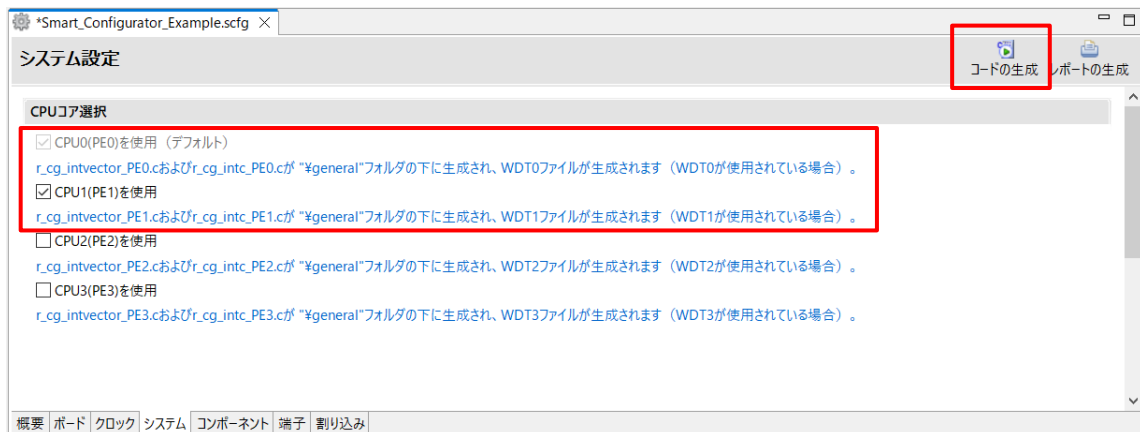 *Smart_Configurator_Example.scfg
システム設定
コードの生成 レポートの生成
CPUコア選択
CPU0(PE0)を使用（デフォルト）
r_cg_intvector_PE0.cおよびr_cg_intc_PE0.cが "¥general"フォルダの下に生成され、WDT0ファイルが生成されます（WDT0が使用されている場合）。
CPU1(PE1)を使用
r_cg_intvector_PE1.cおよびr_cg_intc_PE1.cが "¥general"フォルダの下に生成され、WDT1ファイルが生成されます（WDT1が使用されている場合）。
CPU2(PE2)を使用
r_cg_intvector_PE2.cおよびr_cg_intc_PE2.cが "¥general"フォルダの下に生成され、WDT2ファイルが生成されます（WDT2が使用されている場合）。
CPU3(PE3)を使用
r_cg_intvector_PE3.cおよびr_cg_intc_PE3.cが "¥general"フォルダの下に生成され、WDT3ファイルが生成されます（WDT3が使用されている場合）。
概要 ボード クロック システム コンポーネント 端子 割り込み